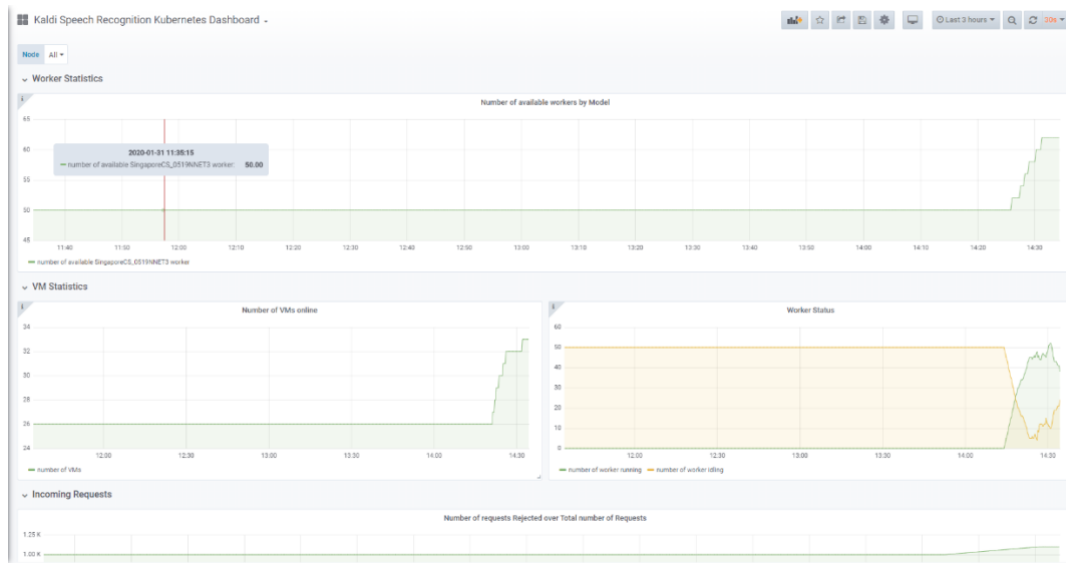 Kaldi Speech Recognition Kubernetes Dashboard
Last 3 hours
30s
Node All
Worker Statistics
Number of available workers by Model
65
60
55
50
45
2020-01-31 11:35:15
number of available SingaporeCS_0519NNET3 worker: 50.00
11:40 11:50 12:00 12:10 12:20 12:30 12:40 12:50 13:00 13:10 13:20 13:30 13:40 13:50 14:00 14:10 14:20 14:30
number of available SingaporeCS_0519NNET3 worker
VM Statistics
Number of VMs online
34
32
30
28
26
24
12:00 12:30 13:00 13:30 14:00 14:30
number of VMs
Worker Status
60
50
40
30
20
10
0
12:00 12:30 13:00 13:30 14:00 14:30
number of worker running number of worker idling
Incoming Requests
Number of requests Rejected over Total number of Requests
1.25 K
1.00 K